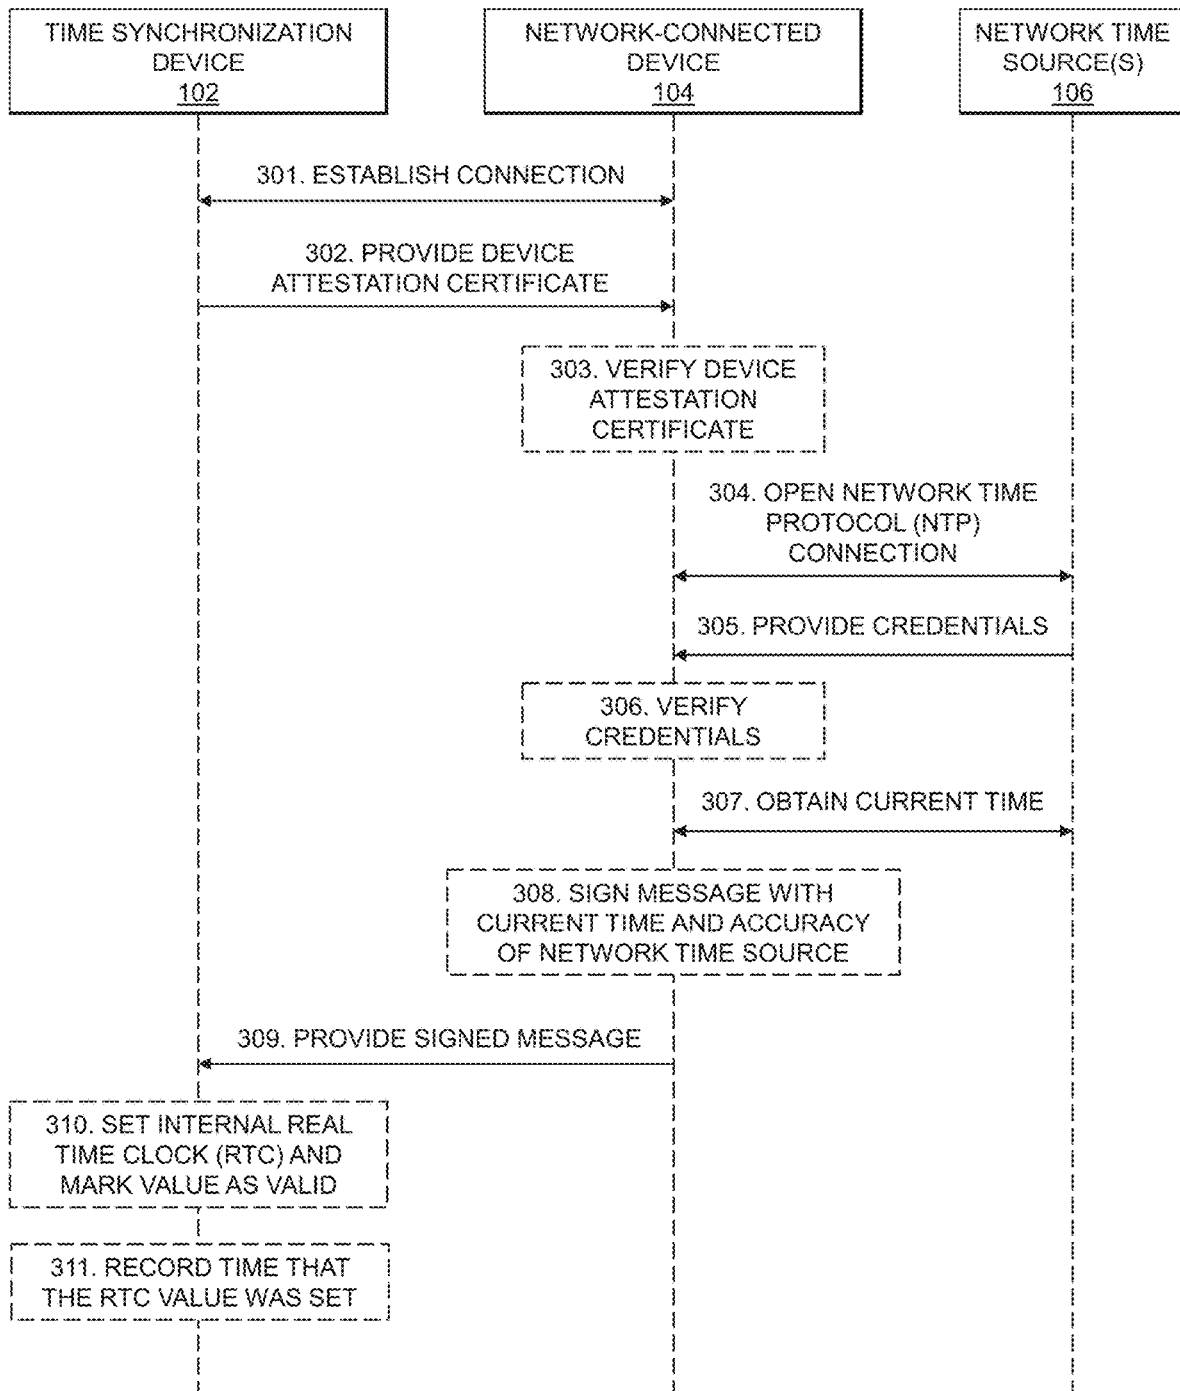 TIME SYNCHRONIZATION
DEVICE
102
NETWORK-CONNECTED
DEVICE
104
NETWORK TIME
SOURCE(S)
106
301. ESTABLISH CONNECTION
302. PROVIDE DEVICE
ATTESTATION CERTIFICATE
303. VERIFY DEVICE
ATTESTATION
CERTIFICATE
304. OPEN NETWORK TIME
PROTOCOL (NTP)
CONNECTION
305. PROVIDE CREDENTIALS
306. VERIFY
CREDENTIALS
307. OBTAIN CURRENT TIME
308. SIGN MESSAGE WITH
CURRENT TIME AND ACCURACY
OF NETWORK TIME SOURCE
309. PROVIDE SIGNED MESSAGE
310. SET INTERNAL REAL
TIME CLOCK (RTC) AND
MARK VALUE AS VALID
311. RECORD TIME THAT
THE RTC VALUE WAS SET